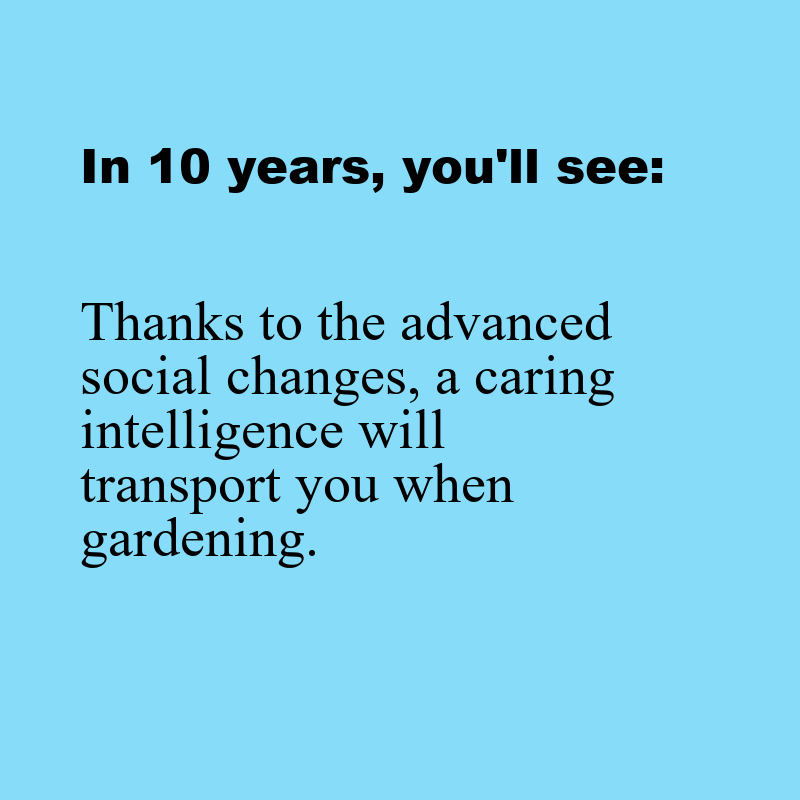 In 10 years, you'll see:
Thanks to the advanced
social changes, a caring
intelligence will
transport you when
gardening.